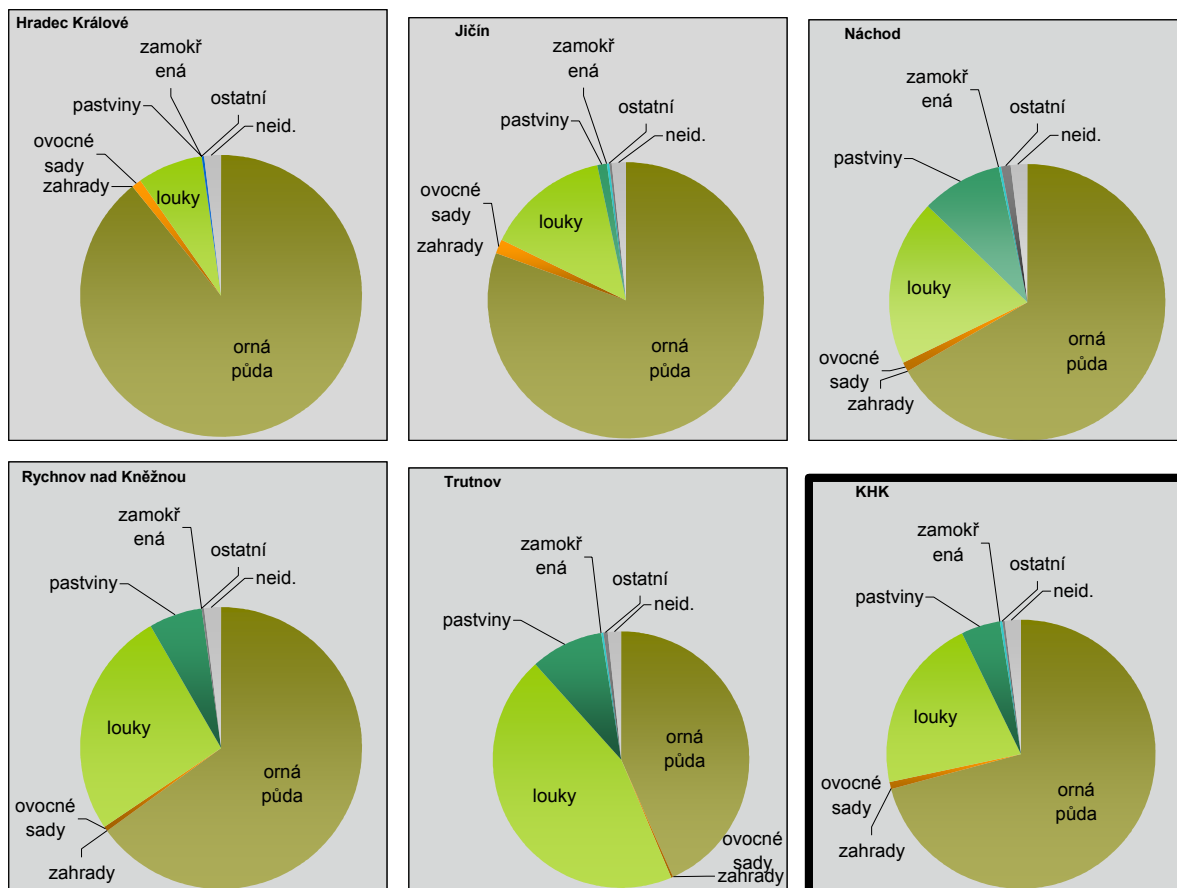 Hradec Králové
zamokř
ená
ostatní
pastviny
neid.
ovocné
sady
zahrady
louky
orná
půda
Jičín
zamokř
ená
ostatní
pastviny
neid.
ovocné
sady
zahrady
louky
orná
půda
Náchod
zamokř
ená
ostatní
neid.
pastviny
louky
orná
půda
ovocné
sady
zahrady
Rychnov nad Kněžnou
zamokř
ená
ostatní
pastviny
neid.
louky
orná
půda
ovocné
sady
zahrady
Trutnov
zamokř
ená
ostatní
neid.
pastviny
orná
půda
louky
ovocné
sady
zahrady
KHK
zamokř
ená
ostatní
pastviny
neid.
louky
ovocné
sady
orná
půda
zahrady